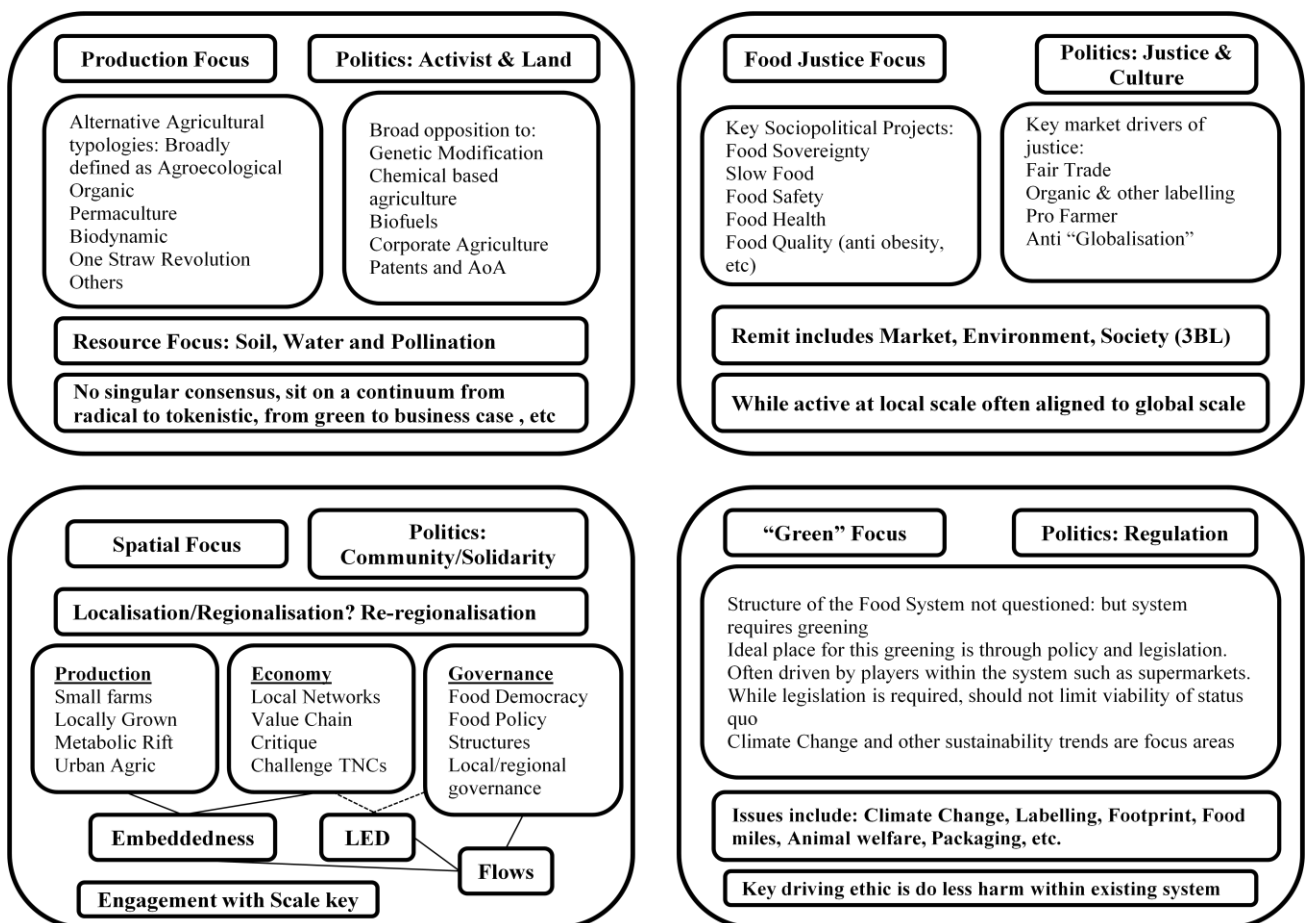 Production Focus
Politics: Activist & Land
Alternative Agricultural
typologies: Broadly
defined as Agroecological
Organic
Permaculture
Biodynamic
One Straw Revolution
Others
Broad opposition to:
Genetic Modification
Chemical based
agriculture
Biofuels
Corporate Agriculture
Patents and AoA
Resource Focus: Soil, Water and Pollination
No singular consensus, sit on a continuum from
radical to tokenistic, from green to business case , etc
Food Justice Focus
Politics: Justice &
Culture
Key Sociopolitical Projects:
Food Sovereignty
Slow Food
Food Safety
Food Health
Food Quality (anti obesity,
etc)
Key market drivers of
justice:
Fair Trade
Organic & other labelling
Pro Farmer
Anti “Globalisation”
Remit includes Market, Environment, Society (3BL)
While active at local scale often aligned to global scale
Spatial Focus
Politics:
Community/Solidarity
Localisation/Regionalisation? Re-regionalisation
Production
Small farms
Locally Grown
Metabolic Rift
Urban Agric
Economy
Local Networks
Value Chain
Critique
Challenge TNCs
Governance
Food Democracy
Food Policy
Structures
Local/regional
governance
Embeddedness
LED
Flows
Engagement with Scale key
“Green” Focus
Politics: Regulation
Structure of the Food System not questioned: but system
requires greening
Ideal place for this greening is through policy and legislation.
Often driven by players within the system such as supermarkets.
While legislation is required, should not limit viability of status
quo
Climate Change and other sustainability trends are focus areas
Issues include: Climate Change, Labelling, Footprint, Food
miles, Animal welfare, Packaging, etc.
Key driving ethic is do less harm within existing system